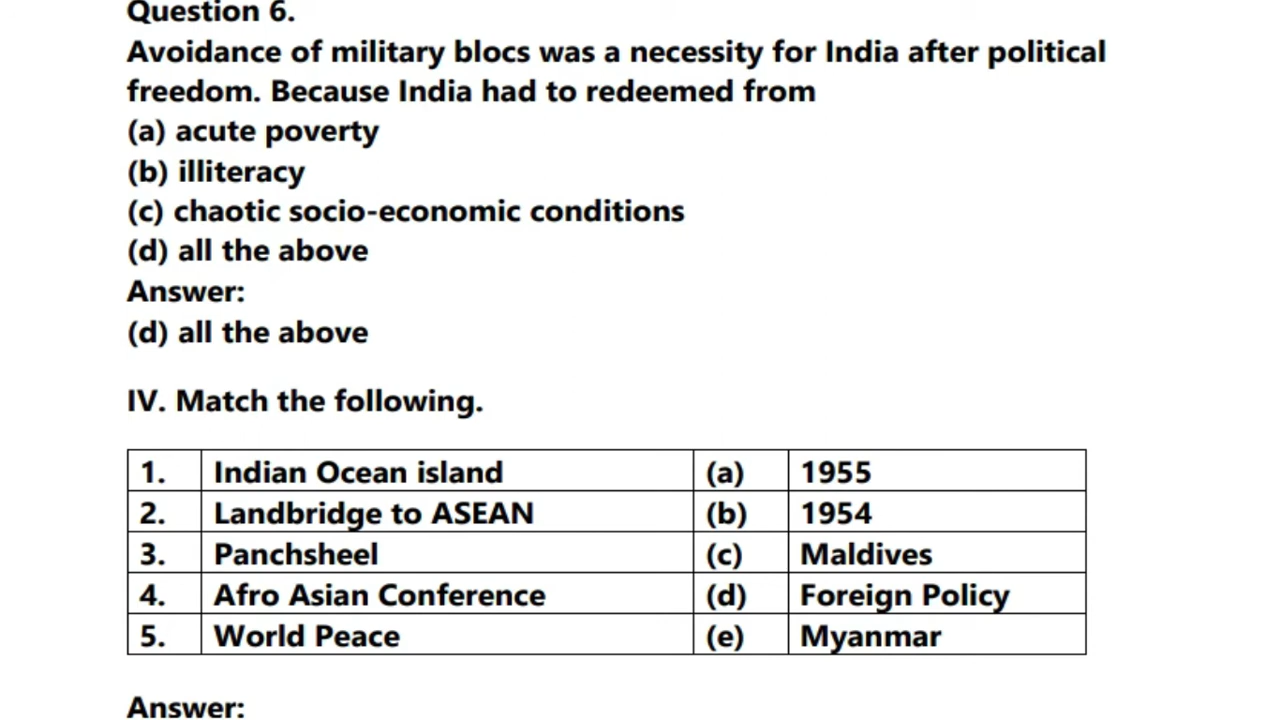 Question 6.
Avoidance of military blocs was a necessity for India after political
freedom. Because India had to redeemed from
(a) acute poverty
(b) illiteracy
(c) chaotic socio-economic conditions
(d) all the above
Answer:
(d) all the above
IV. Match the following.
1. Indian Ocean island (a) 1955
2. Landbridge to ASEAN (b) 1954
3. Panchsheel (c) Maldives
4. Afro Asian Conference (d) Foreign Policy
5. World Peace (e) Myanmar
Answer: